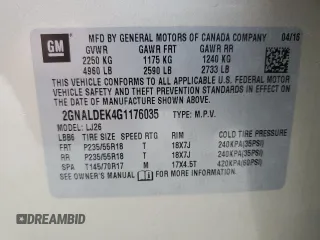 GM
MFD BY GENERAL MOTORS OF CANADA COMPANY 04/16
GVWR GAWR FRT GAWR RR
2250 KG 1175 KG 1240 KG
4960 LB 2590 LB 2733 LB
THIS VEHICLE CONFORMS TO ALL APPLICABLE U.S. FEDERAL MOTOR
VEHICLE SAFETY AND THEFT PREVENTION STANDARDS IN EFFECT
ON THE DATE OF MANUFACTURE SHOWN ABOVE.
2GNALDEK4G1176035 TYPE: M.P.V.
MODEL: LJ26
LBB6 TIRE SIZE SPEED RTG RIM COLD TIRE PRESSURE
FRT P235/55R18 T 18X7J 240KPA(35PSI)
RR P235/55R18 T 18X7J 240KPA(35PSI)
SPA T145/70R17 M 17X4.5T 420KPA(60PSI)
SEE OWNER'S MANUAL FOR ADDITIONAL INFORMATION.
DREAMBID